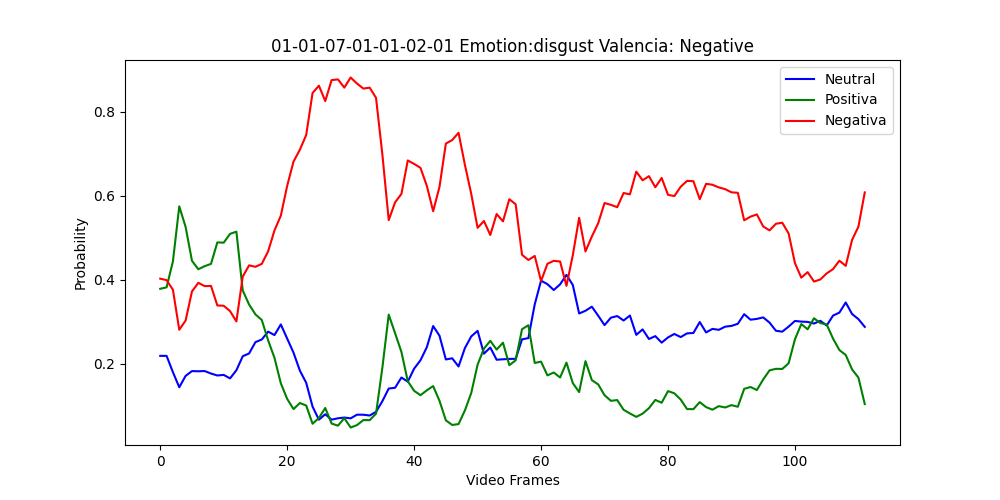 01-01-07-01-01-02-01 Emotion:disgust Valencia: Negative
Neutral
Positiva
Negativa
0.8
0.6
0.4
0.2
Probability
0
20
40
60
80
100
Video Frames